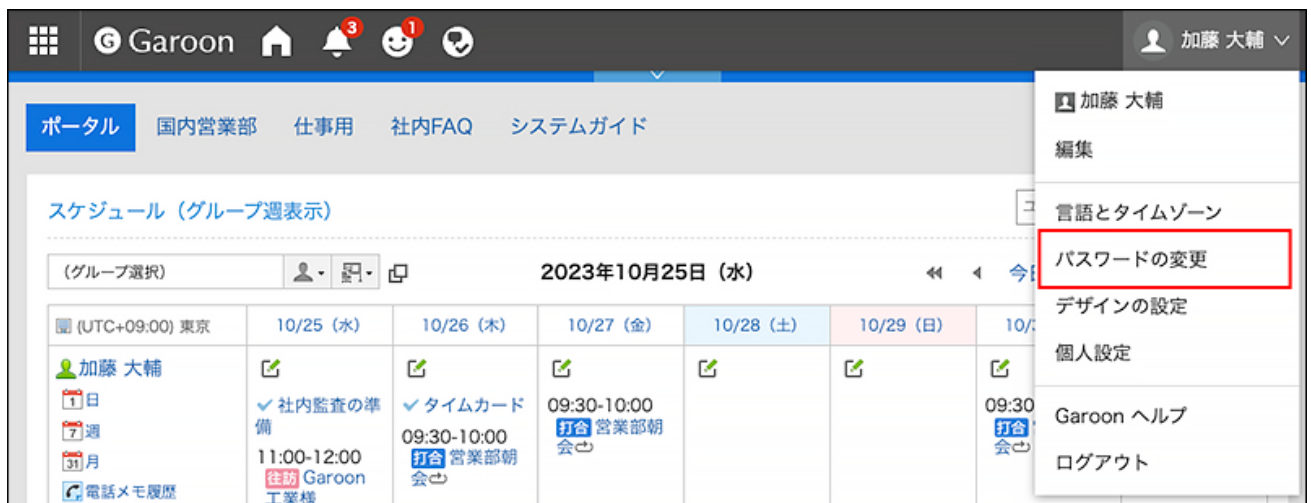 Garoon 3 1 加藤 大輔
加藤 大輔
編集
言語とタイムゾーン
パスワードの変更
デザインの設定
個人設定
Garoon ヘルプ
ログアウト
ポータル 国内営業部 仕事用 社内FAQ システムガイド
スケジュール（グループ週表示）
（グループ選択） 2023年10月25日（水）
(UTC+09:00) 東京 10/25（水） 10/26（木） 10/27（金） 10/28（土） 10/29（日）
加藤 大輔
1 日
7 週
31 月
電話メモ履歴
社内監査の準
備
11:00-12:00
往訪 Garoon
工業様
タイムカード
09:30-10:00
打合 営業部朝
会
09:30-10:00
打合 営業部朝
会
09:30
打合
会